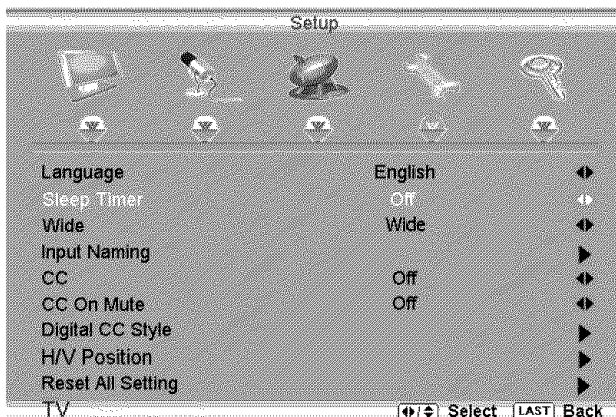 Setup
Language English
Sleep Timer Off
Wide Wide
Input Naming
CC Off
CC On Mute Off
Digital CC Style
H/V Position
Reset All Setting
TV Select LAST Back